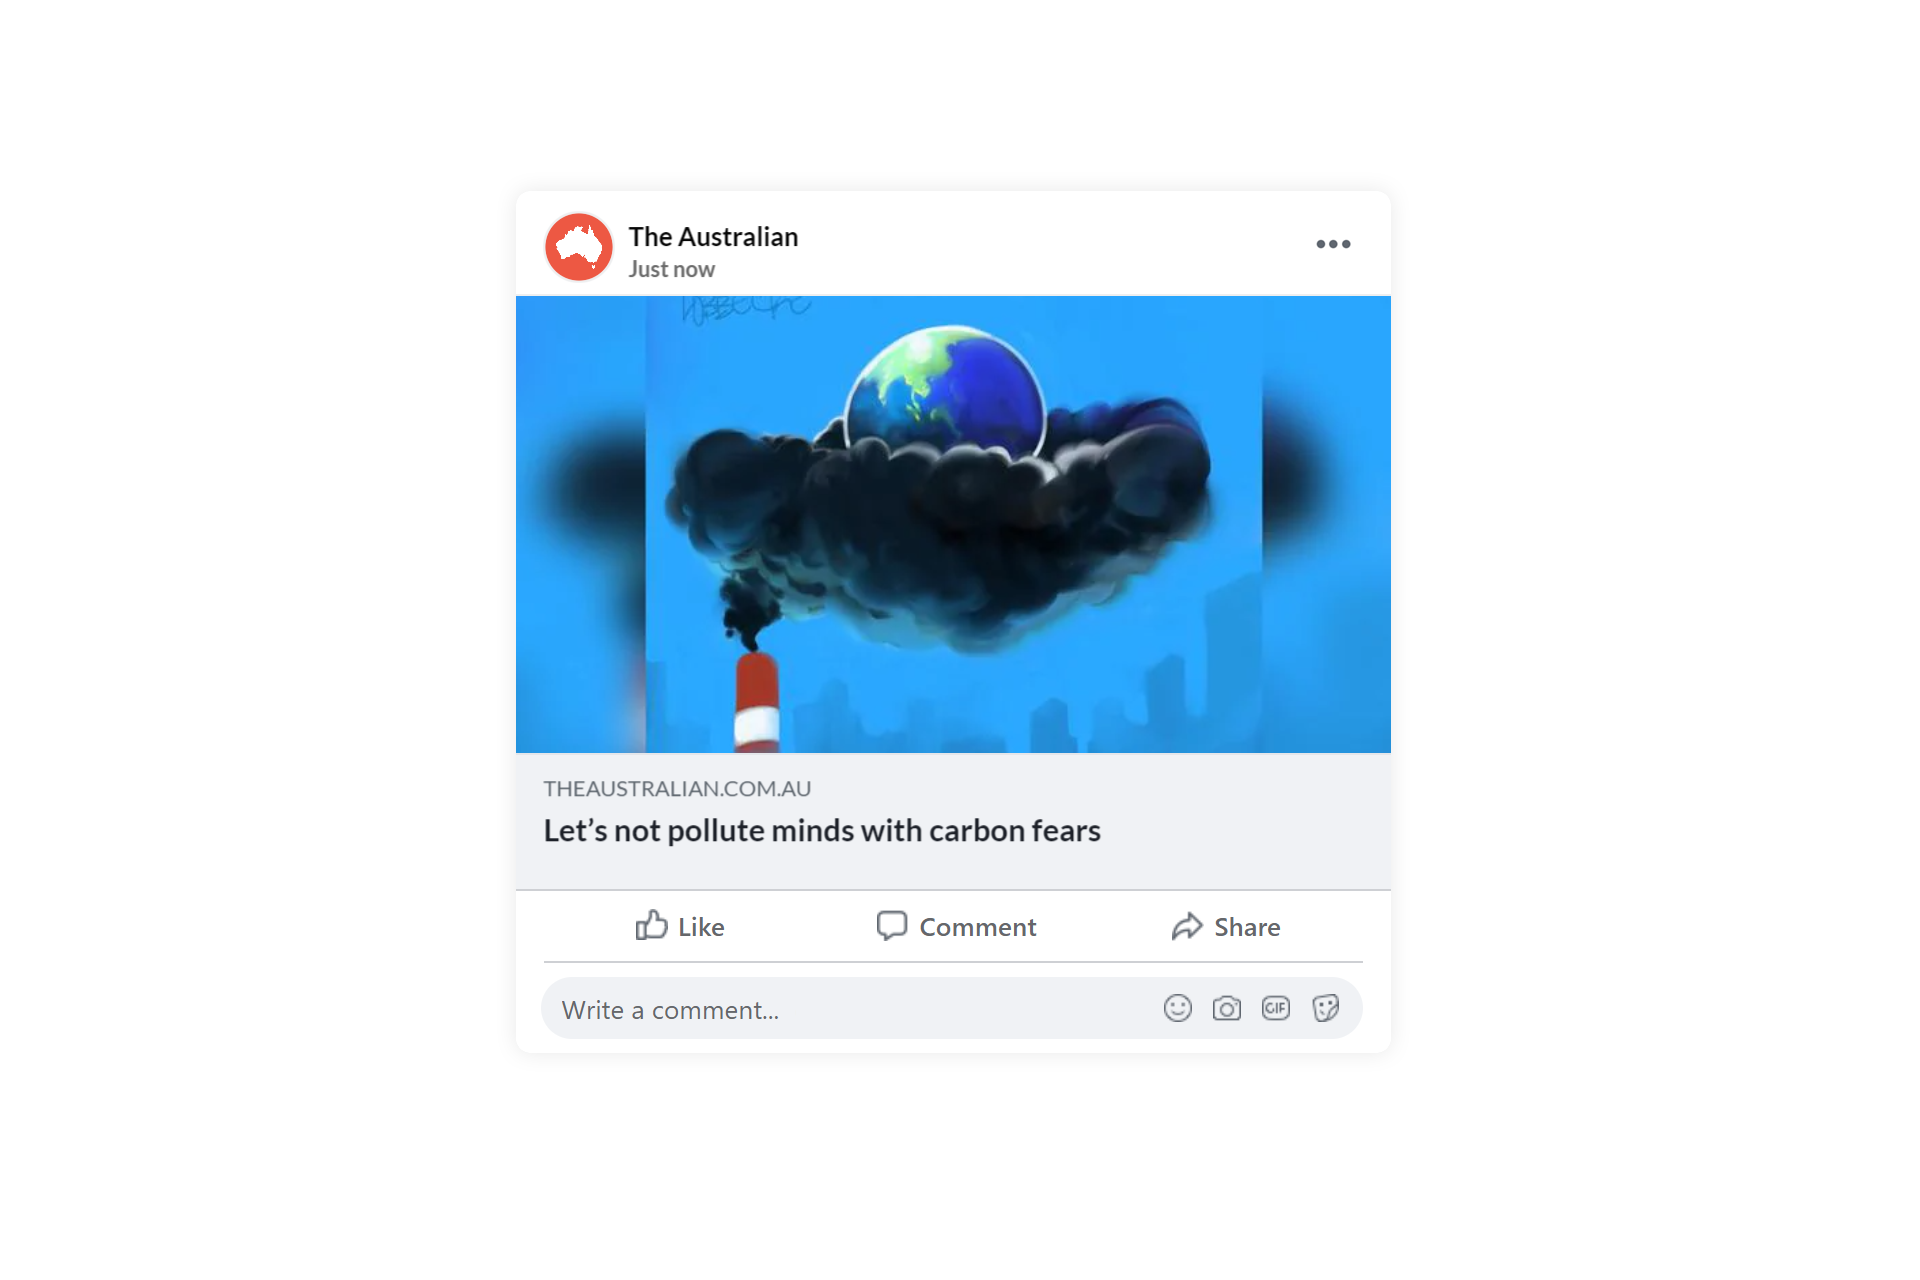 The Australian
Just now
THEAUSTRALIAN.COM.AU
Let’s not pollute minds with carbon fears
Like
Comment
Share
Write a comment...
GIF